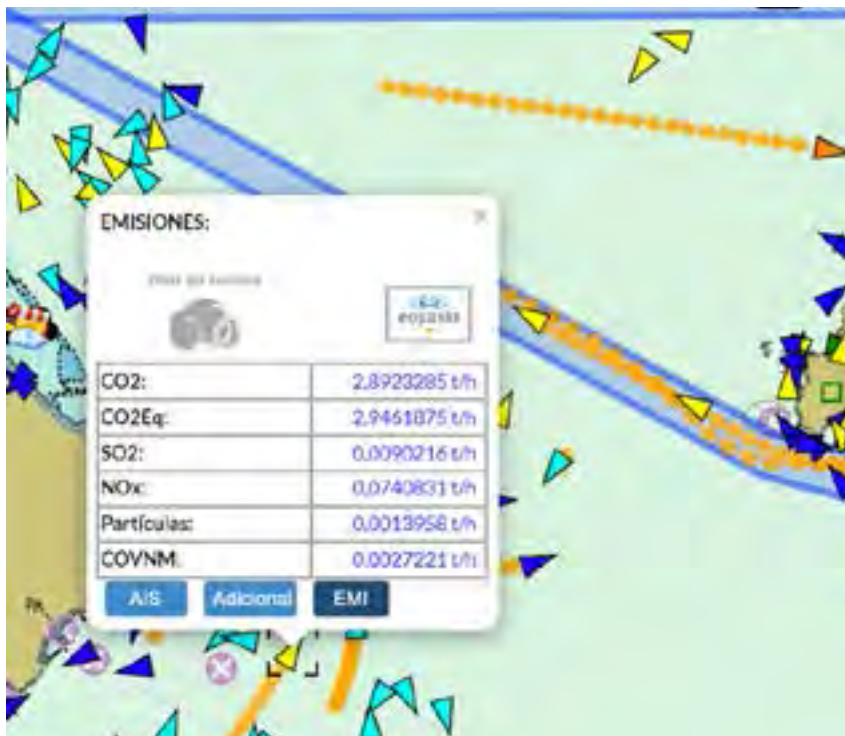 EMISIONES:
CO2: 2,8923285 t/h
CO2Eq: 2,9461875 t/h
SO2: 0,0090216 t/h
NOx: 0,0740831 t/h
Partículas: 0,0013958 t/h
COVNM: 0,0027221 t/h
AIS Adicional EMI